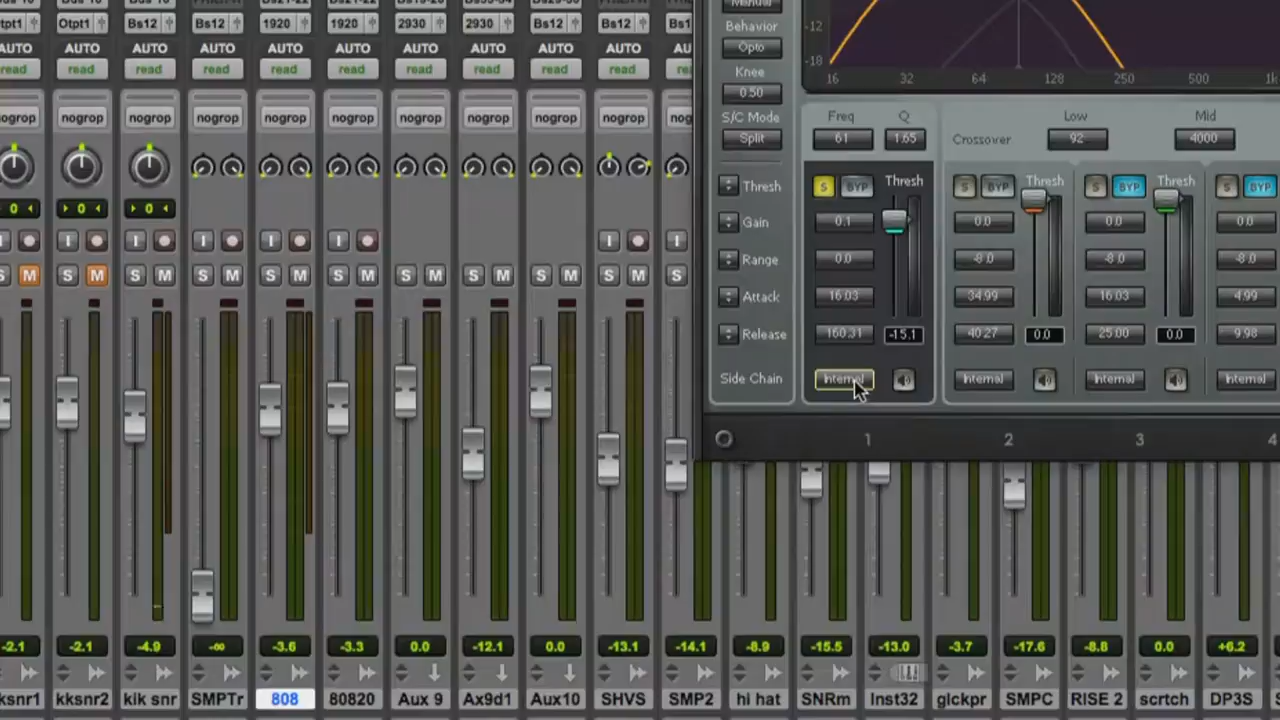 Otpt1 Bs12 Bs12 1920 1920 2930 2930 Bs12 Bs12
AUTO AUTO AUTO AUTO AUTO AUTO AUTO AUTO AUTO
read read read read read read read read read
nogrop nogrop nogrop nogrop nogrop nogrop nogrop nogrop nogrop
0 0 0
I I I I I I
S M S M S M S M S M S M S M S M S M S
-2.1 -2.1 -4.9 -∞ -3.6 -3.3 0.0 -12.1 0.0 -13.1 -14.1 -8.9 -15.5 -13.0 -3.7 -17.6 -8.8 0.0 +6.2
ksnr1 kksnr2 kik snr SMPTr 808 80820 Aux 9 Ax9d1 Aux10 SHVS SMP2 hi hat SNRm Inst32 glckpr SMPC RISE 2 scrtch DP3S
Manual
Behavior
Opto
Knee
0.50
S/C Mode
Split
Thresh
Gain
Range
Attack
Release
Side Chain
-12
-18
16 32 64 128 250 500 1k
Freq Q
61 1.65
Crossover
Low
92
Mid
4000
S BYP Thresh
0.1
0.0
16.03
160.31 -15.1
Internal
S BYP Thresh
0.0
-8.0
34.99
40.27 0.0
Internal
S BYP Thresh
0.0
-8.0
16.03
25.00 0.0
Internal
S BYP
0.0
-8.0
4.99
9.98
Internal
1 2 3 4